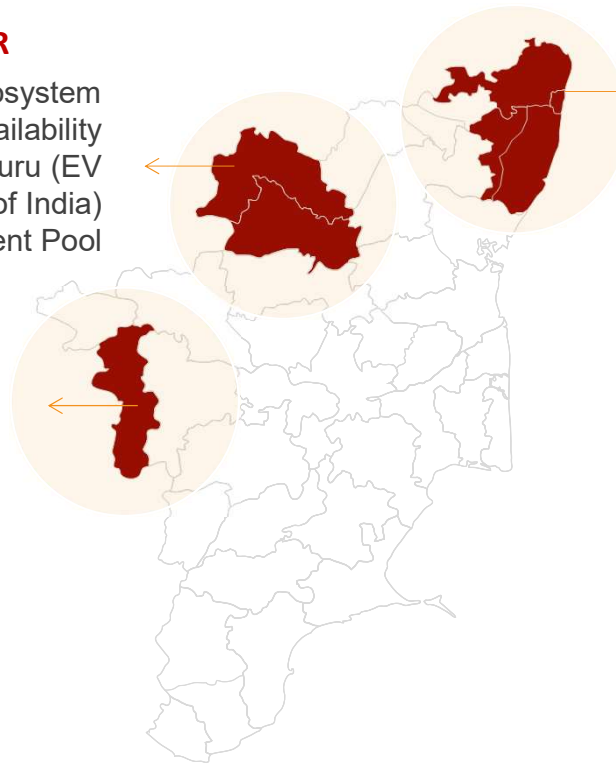 R
osystem
ailability
uru (EV
of India)
ent Pool